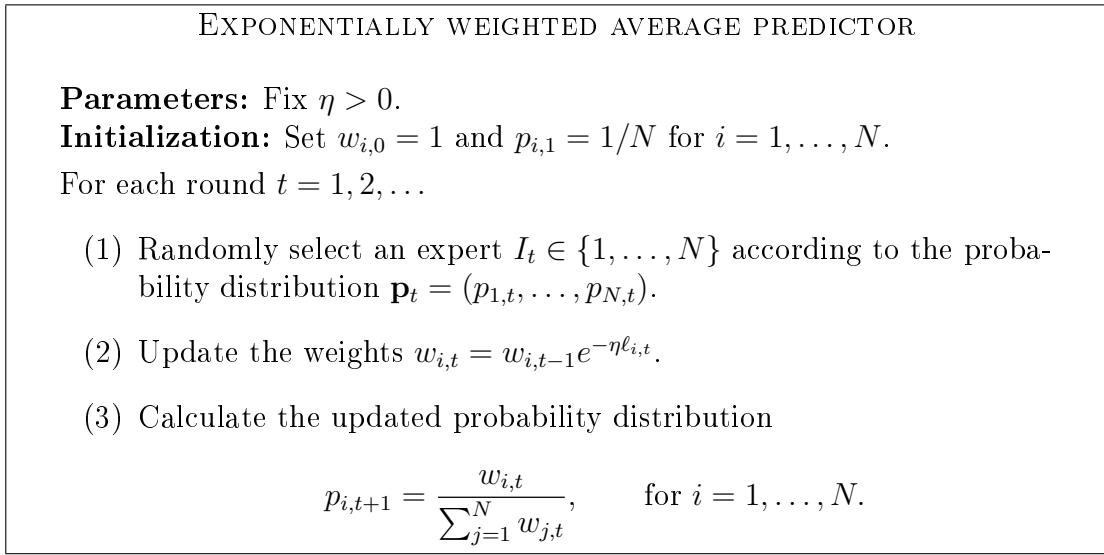 EXPONENTIALLY WEIGHTED AVERAGE PREDICTOR
Parameters: Fix η > 0.
Initialization: Set w_{i,0} = 1 and p_{i,1} = 1/N for i = 1, . . . , N.
For each round t = 1, 2, . . .
(1) Randomly select an expert I_t ∈ {1, . . . , N} according to the proba-
bility distribution **p**_t = (p_{1,t}, . . . , p_{N,t}).
(2) Update the weights w_{i,t} = w_{i,t−1}e^{−ηℓ_{i,t}}.
(3) Calculate the updated probability distribution
p_{i,t+1} = \frac{w_{i,t}}{\sum_{j=1}^{N} w_{j,t}}, for i = 1, . . . , N.